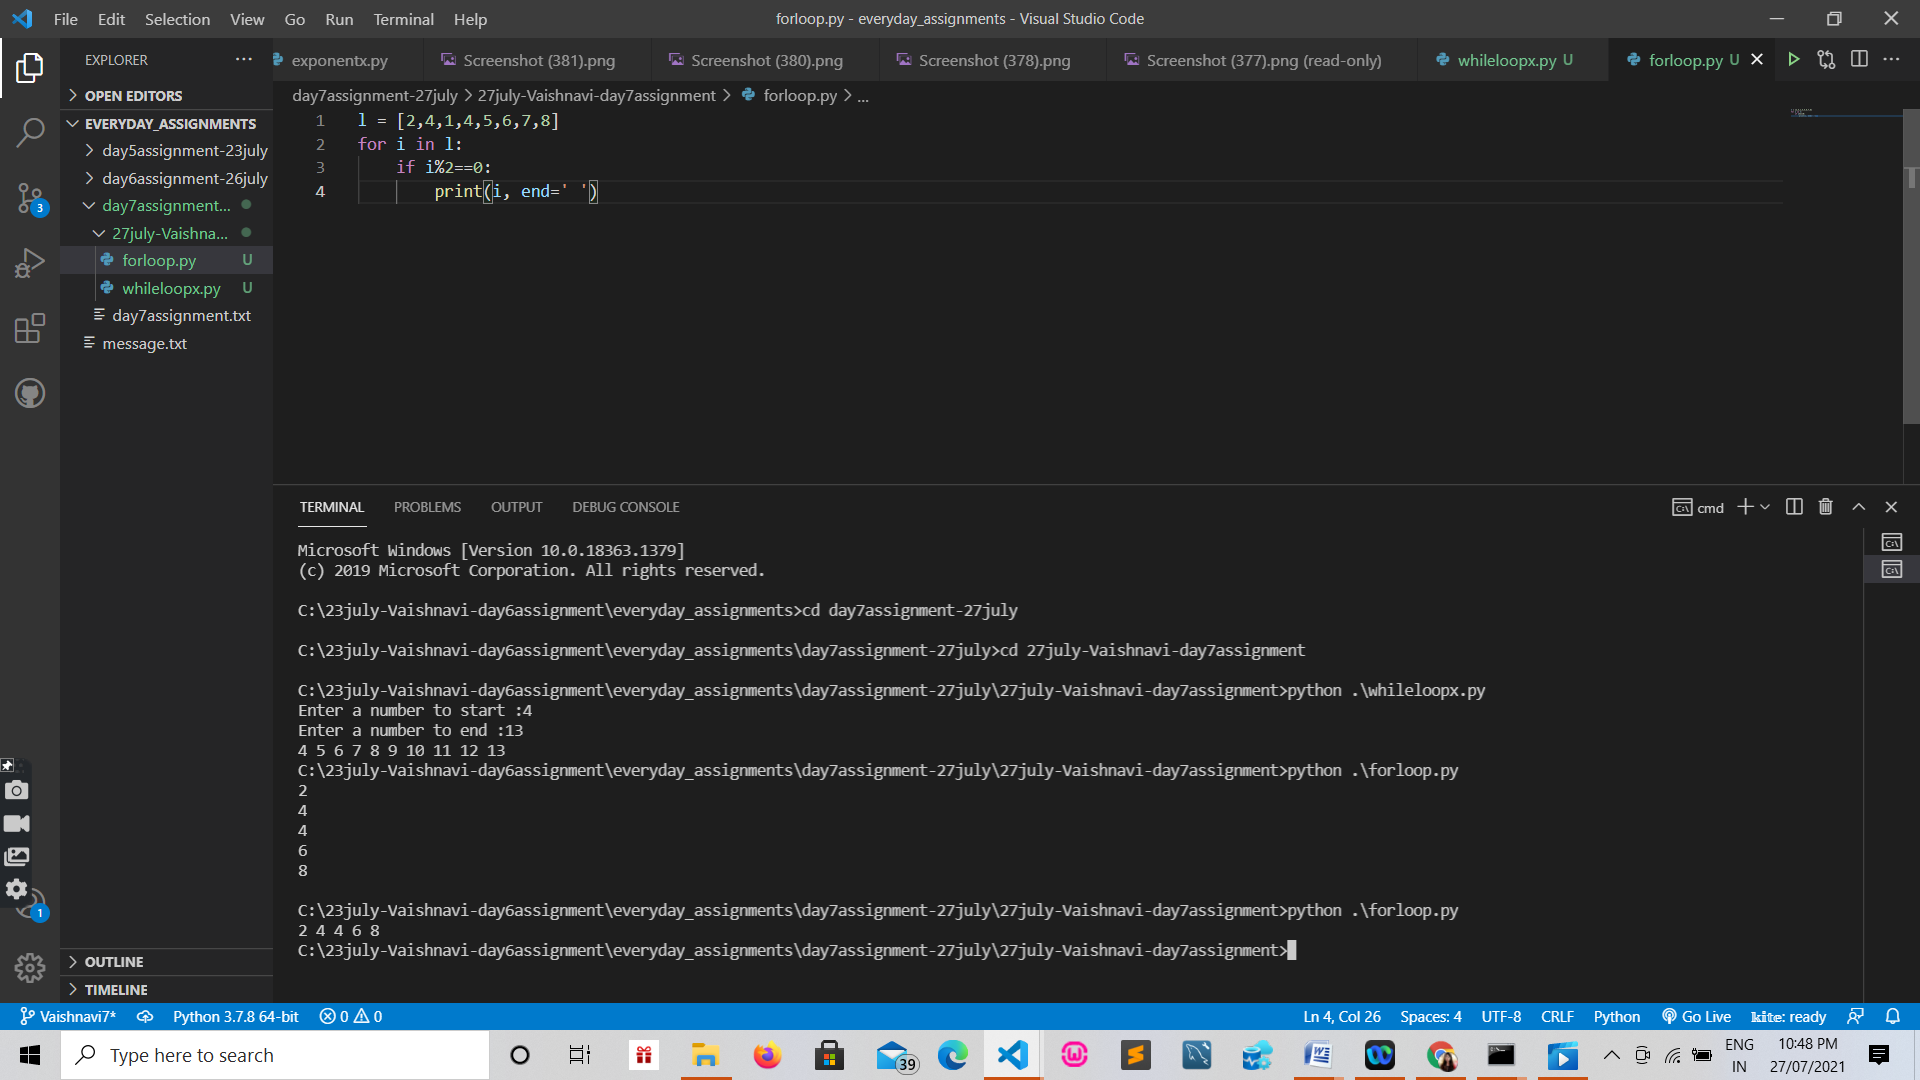 File Edit Selection View Go Run Terminal Help
forloop.py - everyday_assignments - Visual Studio Code
EXPLORER
exponentx.py
Screenshot (381).png
Screenshot (380).png
Screenshot (378).png
Screenshot (377).png (read-only)
whileloopx.py U
forloop.py U
OPEN EDITORS
EVERYDAY_ASSIGNMENTS
day5assignment-23july
day6assignment-26july
day7assignment...
27july-Vaishna...
forloop.py U
whileloopx.py U
day7assignment.txt
message.txt
OUTLINE
TIMELINE
3
1
day7assignment-27july > 27july-Vaishnavi-day7assignment > forloop.py > ...
1 l = [2,4,1,4,5,6,7,8]
2 for i in l:
3 if i%2==0:
4 print(i, end=' ')
TERMINAL PROBLEMS OUTPUT DEBUG CONSOLE
cmd
Microsoft Windows [Version 10.0.18363.1379]
(c) 2019 Microsoft Corporation. All rights reserved.
C:\23july-Vaishnavi-day6assignment\everyday_assignments>cd day7assignment-27july
C:\23july-Vaishnavi-day6assignment\everyday_assignments\day7assignment-27july>cd 27july-Vaishnavi-day7assignment
C:\23july-Vaishnavi-day6assignment\everyday_assignments\day7assignment-27july\27july-Vaishnavi-day7assignment>python .\whileloopx.py
Enter a number to start :4
Enter a number to end :13
4 5 6 7 8 9 10 11 12 13
C:\23july-Vaishnavi-day6assignment\everyday_assignments\day7assignment-27july\27july-Vaishnavi-day7assignment>python .\forloop.py
2
4
4
6
8
C:\23july-Vaishnavi-day6assignment\everyday_assignments\day7assignment-27july\27july-Vaishnavi-day7assignment>python .\forloop.py
2 4 4 6 8
C:\23july-Vaishnavi-day6assignment\everyday_assignments\day7assignment-27july\27july-Vaishnavi-day7assignment>
Vaishnavi7* Python 3.7.8 64-bit 0 0
Ln 4, Col 26 Spaces: 4 UTF-8 CRLF Python Go Live kite: ready
Type here to search
39
ENG
IN
10:48 PM
27/07/2021